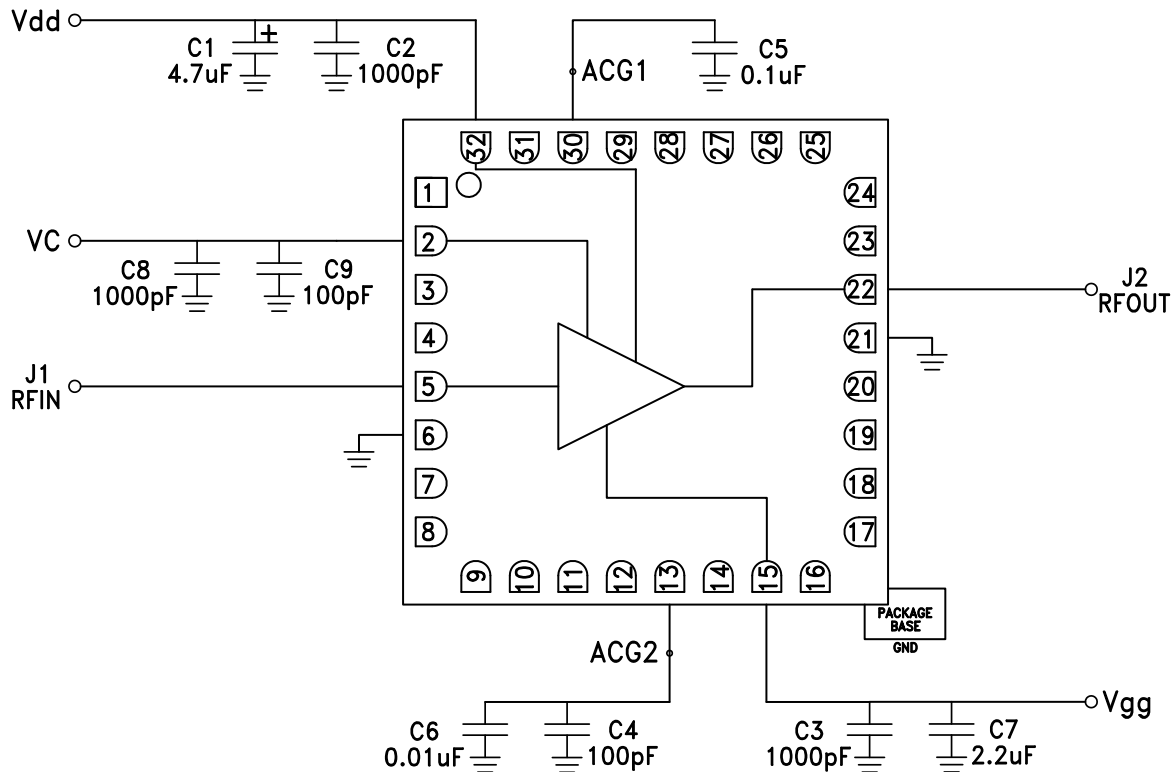 Vdd
C1
4.7uF
+
C2
1000pF
ACG1
C5
0.1uF
32
31
30
29
28
27
26
25
1
2
3
4
5
6
7
8
24
23
22
21
20
19
18
17
9
10
11
12
13
14
15
16
VC
C8
1000pF
C9
100pF
J1
RFIN
J2
RFOUT
PACKAGE
BASE
GND
ACG2
C6
0.01uF
C4
100pF
C3
1000pF
C7
2.2uF
Vgg